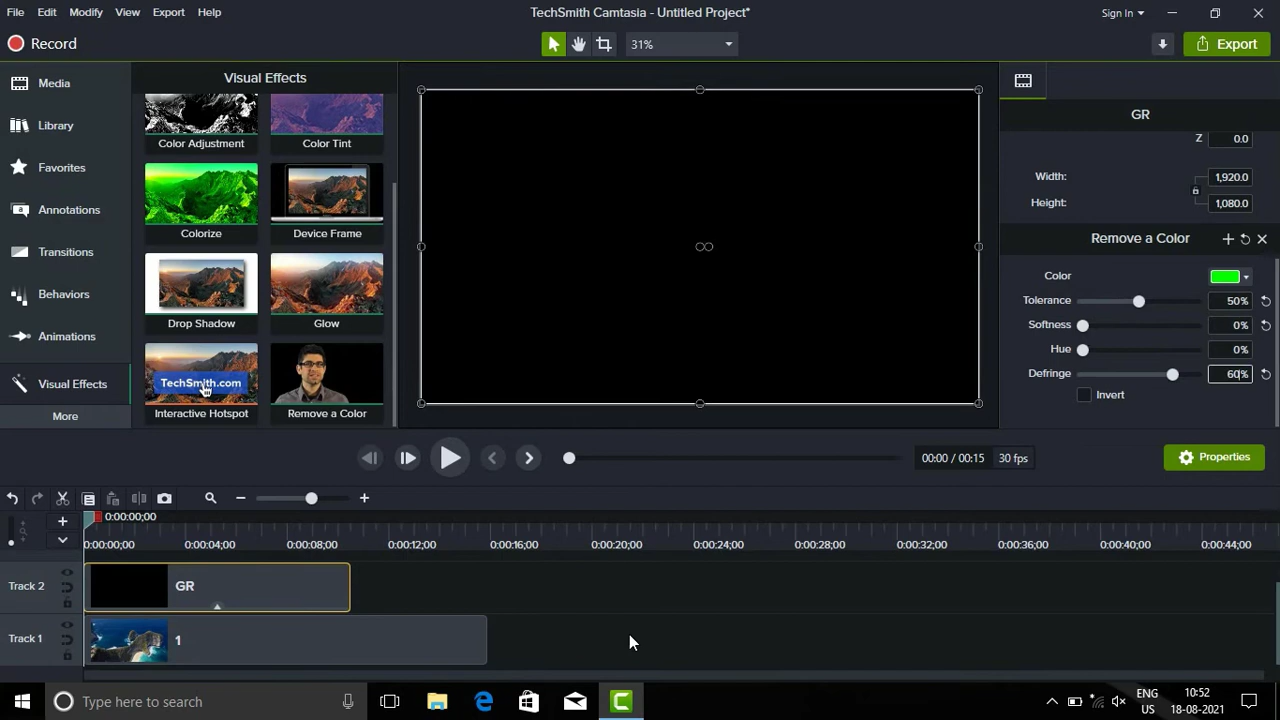 File Edit Modify View Export Help
TechSmith Camtasia - Untitled Project*
Sign In
Record
31%
Export
Media
Library
Favorites
Annotations
Transitions
Behaviors
Animations
Visual Effects
More
Visual Effects
Color Adjustment Color Tint
Colorize Device Frame
Drop Shadow Glow
TechSmith.com
Interactive Hotspot Remove a Color
GR
Z 0.0
Width: 1,920.0
Height: 1,080.0
Remove a Color
Color
Tolerance 50%
Softness 0%
Hue 0%
Defringe 60%
Invert
00:00 / 00:15 30 fps
Properties
0:00:00;00
0:00:00;00 0:00:04;00 0:00:08;00 0:00:12;00 0:00:16;00 0:00:20;00 0:00:24;00 0:00:28;00 0:00:32;00 0:00:36;00 0:00:40;00 0:00:44;00
Track 2 GR
Track 1 1
Type here to search
ENG
US
10:52
18-08-2021